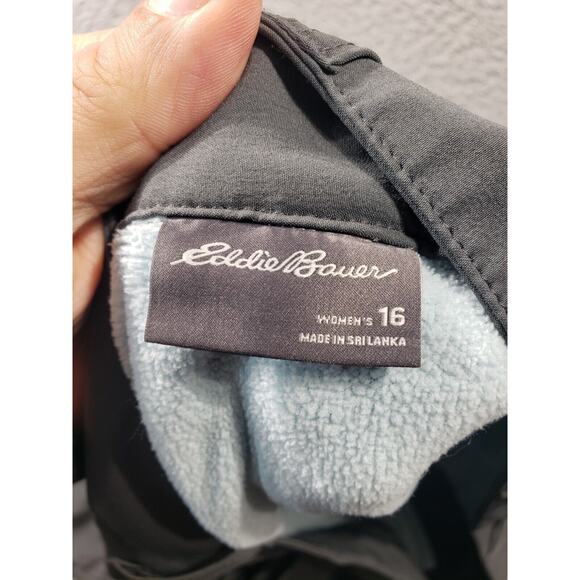 Eddie Bauer
WOMEN'S 16
MADE IN SRI LANKA